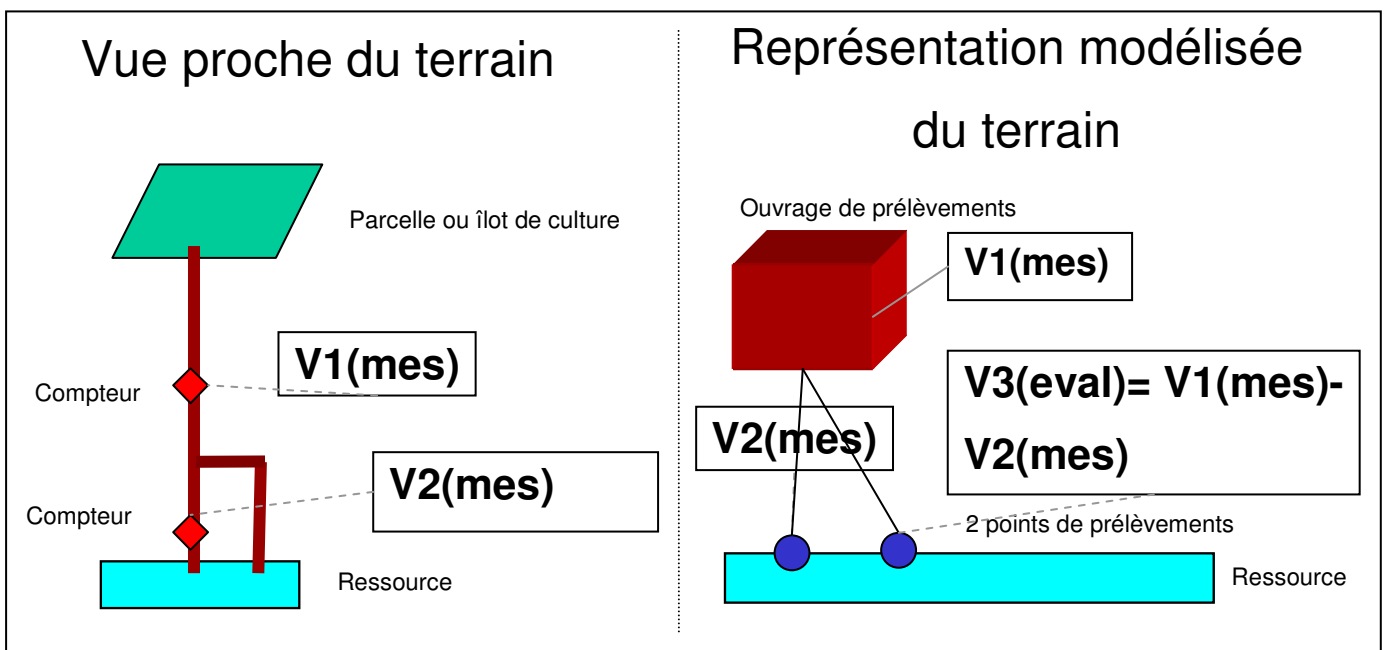 Vue proche du terrain
Parcelle ou îlot de culture
V1(mes)
Compteur
V2(mes)
Compteur
Ressource
Représentation modélisée
du terrain
Ouvrage de prélèvements
V1(mes)
V3(eval)= V1(mes)-
V2(mes)
V2(mes)
2 points de prélèvements
Ressource